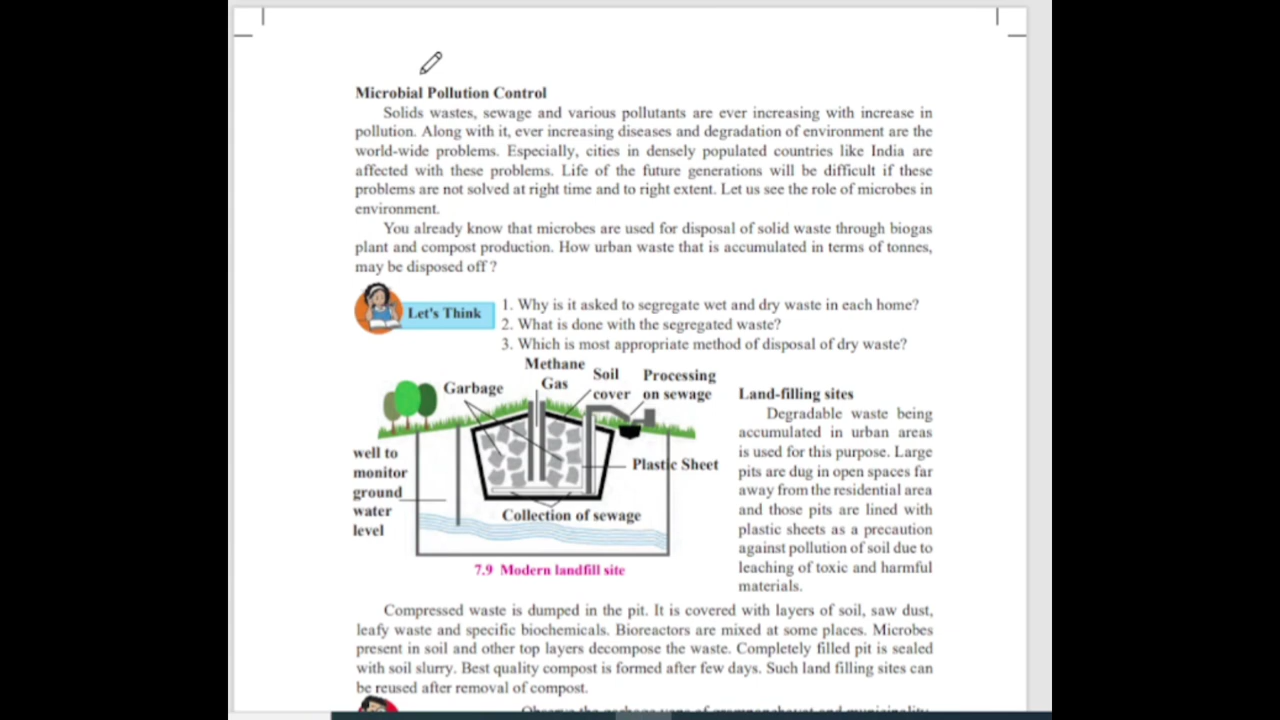 Microbial Pollution Control
Solids wastes, sewage and various pollutants are ever increasing with increase in
pollution. Along with it, ever increasing diseases and degradation of environment are the
world-wide problems. Especially, cities in densely populated countries like India are
affected with these problems. Life of the future generations will be difficult if these
problems are not solved at right time and to right extent. Let us see the role of microbes in
environment.
You already know that microbes are used for disposal of solid waste through biogas
plant and compost production. How urban waste that is accumulated in terms of tonnes,
may be disposed off ?
Let's Think
1. Why is it asked to segregate wet and dry waste in each home?
2. What is done with the segregated waste?
3. Which is most appropriate method of disposal of dry waste?
Garbage
Methane
Gas
Soil
cover
Processing
on sewage
well to
monitor
ground
water
level
Plastic Sheet
Collection of sewage
7.9 Modern landfill site
Land-filling sites
Degradable waste being
accumulated in urban areas
is used for this purpose. Large
pits are dug in open spaces far
away from the residential area
and those pits are lined with
plastic sheets as a precaution
against pollution of soil due to
leaching of toxic and harmful
materials.
Compressed waste is dumped in the pit. It is covered with layers of soil, saw dust,
leafy waste and specific biochemicals. Bioreactors are mixed at some places. Microbes
present in soil and other top layers decompose the waste. Completely filled pit is sealed
with soil slurry. Best quality compost is formed after few days. Such land filling sites can
be reused after removal of compost.